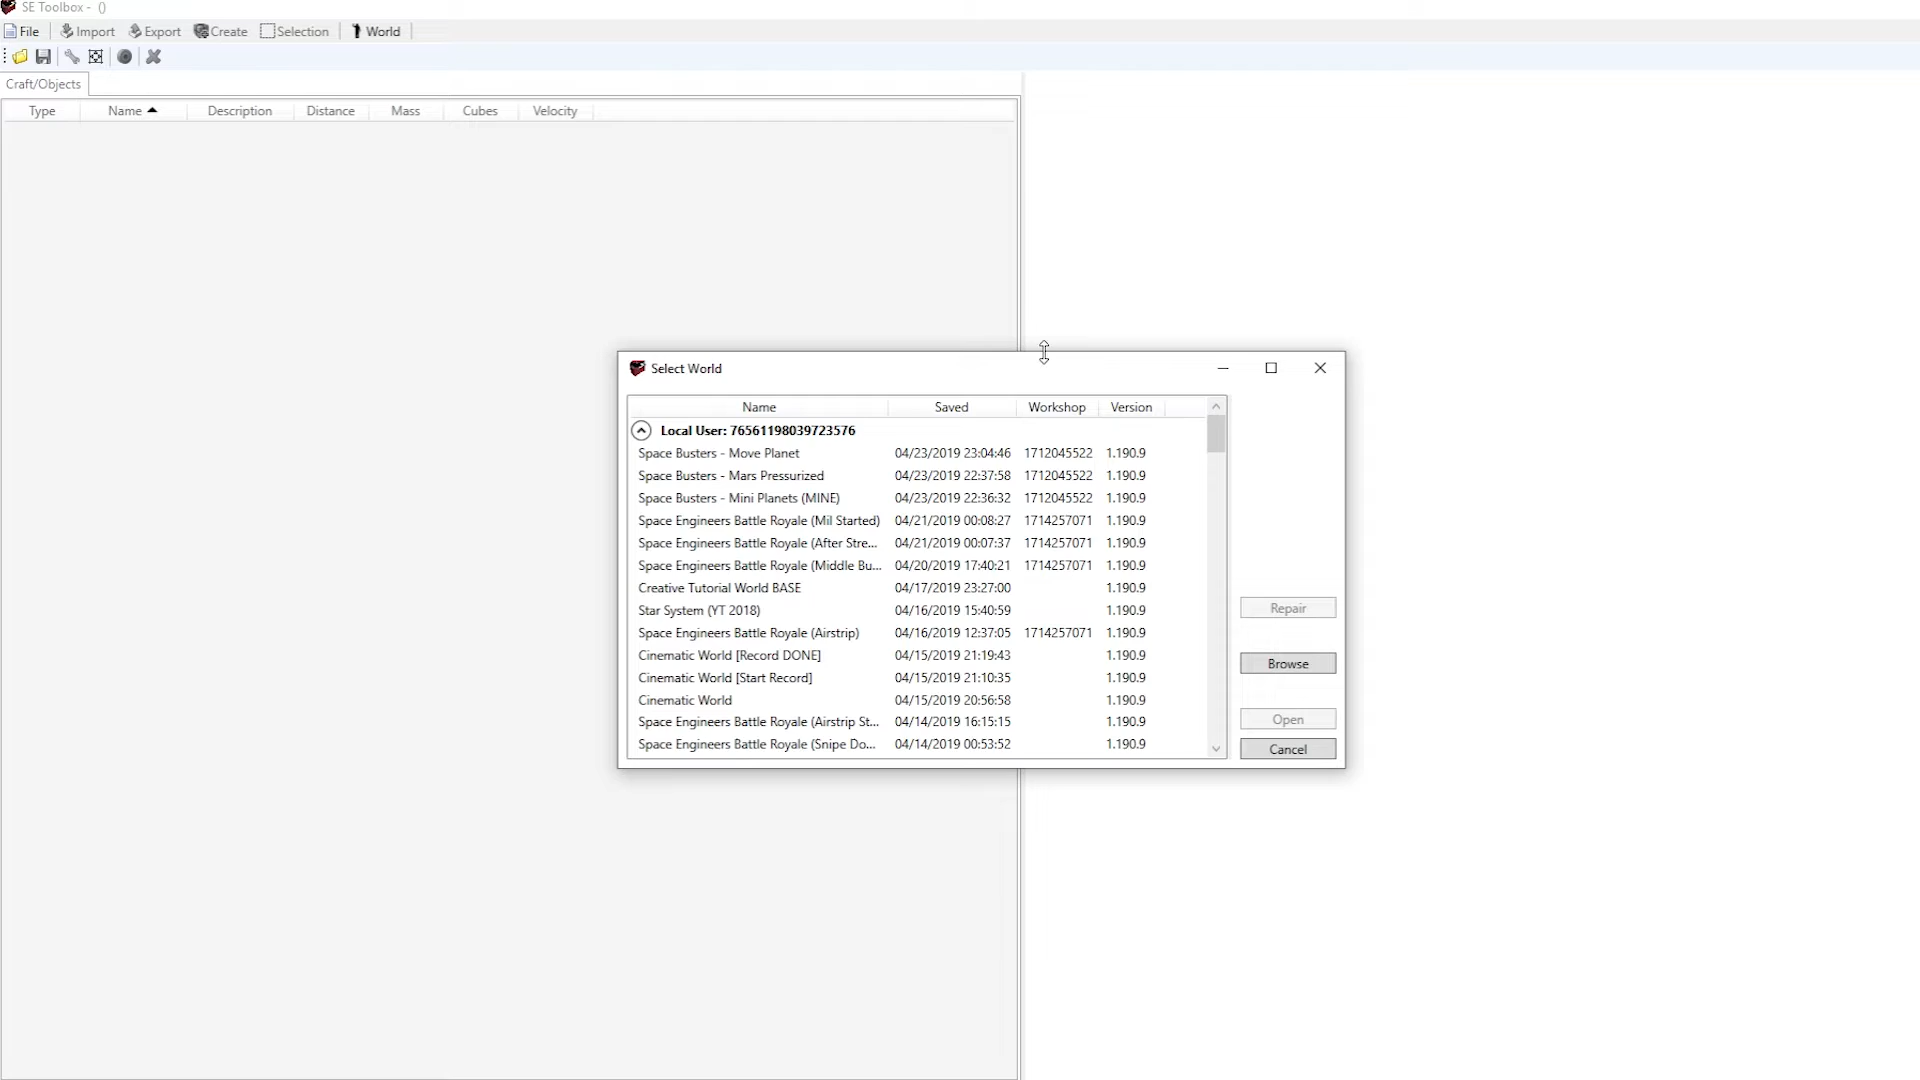 SE Toolbox - ()
File Import Export Create Selection World
Craft/Objects
Type Name Description Distance Mass Cubes Velocity
Select World
Name Saved Workshop Version
Local User: 76561198039723576
Space Busters - Move Planet 04/23/2019 23:04:46 1712045522 1.190.9
Space Busters - Mars Pressurized 04/23/2019 22:37:58 1712045522 1.190.9
Space Busters - Mini Planets (MINE) 04/23/2019 22:36:32 1712045522 1.190.9
Space Engineers Battle Royale (Mil Started) 04/21/2019 00:08:27 1714257071 1.190.9
Space Engineers Battle Royale (After Stre... 04/21/2019 00:07:37 1714257071 1.190.9
Space Engineers Battle Royale (Middle Bu... 04/20/2019 17:40:21 1714257071 1.190.9
Creative Tutorial World BASE 04/17/2019 23:27:00 1.190.9
Star System (YT 2018) 04/16/2019 15:40:59 1.190.9
Repair
Space Engineers Battle Royale (Airstrip) 04/16/2019 12:37:05 1714257071 1.190.9
Cinematic World [Record DONE] 04/15/2019 21:19:43 1.190.9
Browse
Cinematic World [Start Record] 04/15/2019 21:10:35 1.190.9
Cinematic World 04/15/2019 20:56:58 1.190.9
Space Engineers Battle Royale (Airstrip St... 04/14/2019 16:15:15 1.190.9
Open
Space Engineers Battle Royale (Snipe Do... 04/14/2019 00:53:52 1.190.9
Cancel